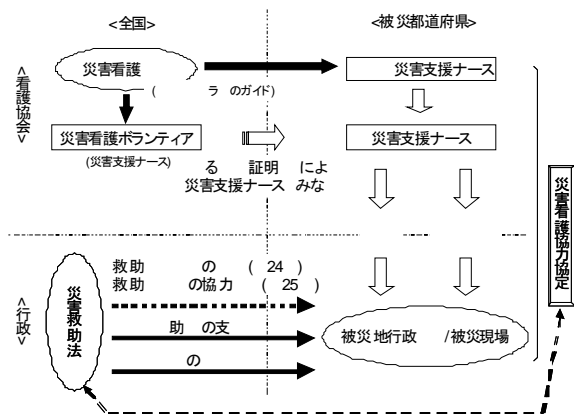 <全国>
<被災都道府県>
<看護協会>
災害看護
( ラ のガイド)
災害支援ナース
災害看護ボランティア
(災害支援ナース)
災害支援ナース
る 証明 によ
災害支援ナース みな
災害看護協力協定
<行政>
災害救助法
救助 の ( 24 )
救助 の協力 ( 25 )
助 の支
の
被災地行政 /被災現場